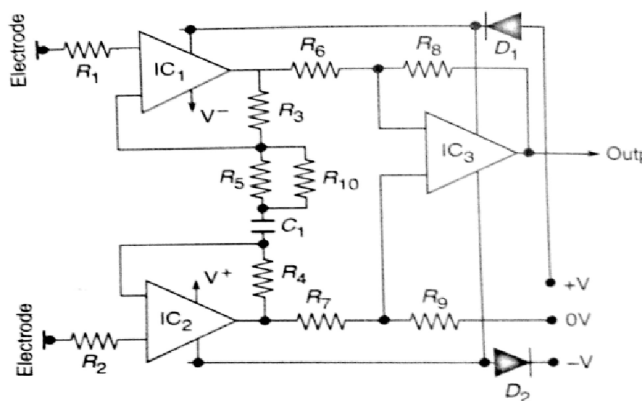 Electrode
R1
IC1
V−
R3
R6
R8
D1
IC3
Outp
R5
R10
C1
R4
V+
IC2
R7
R9
+V
0V
−V
D2
Electrode
R2